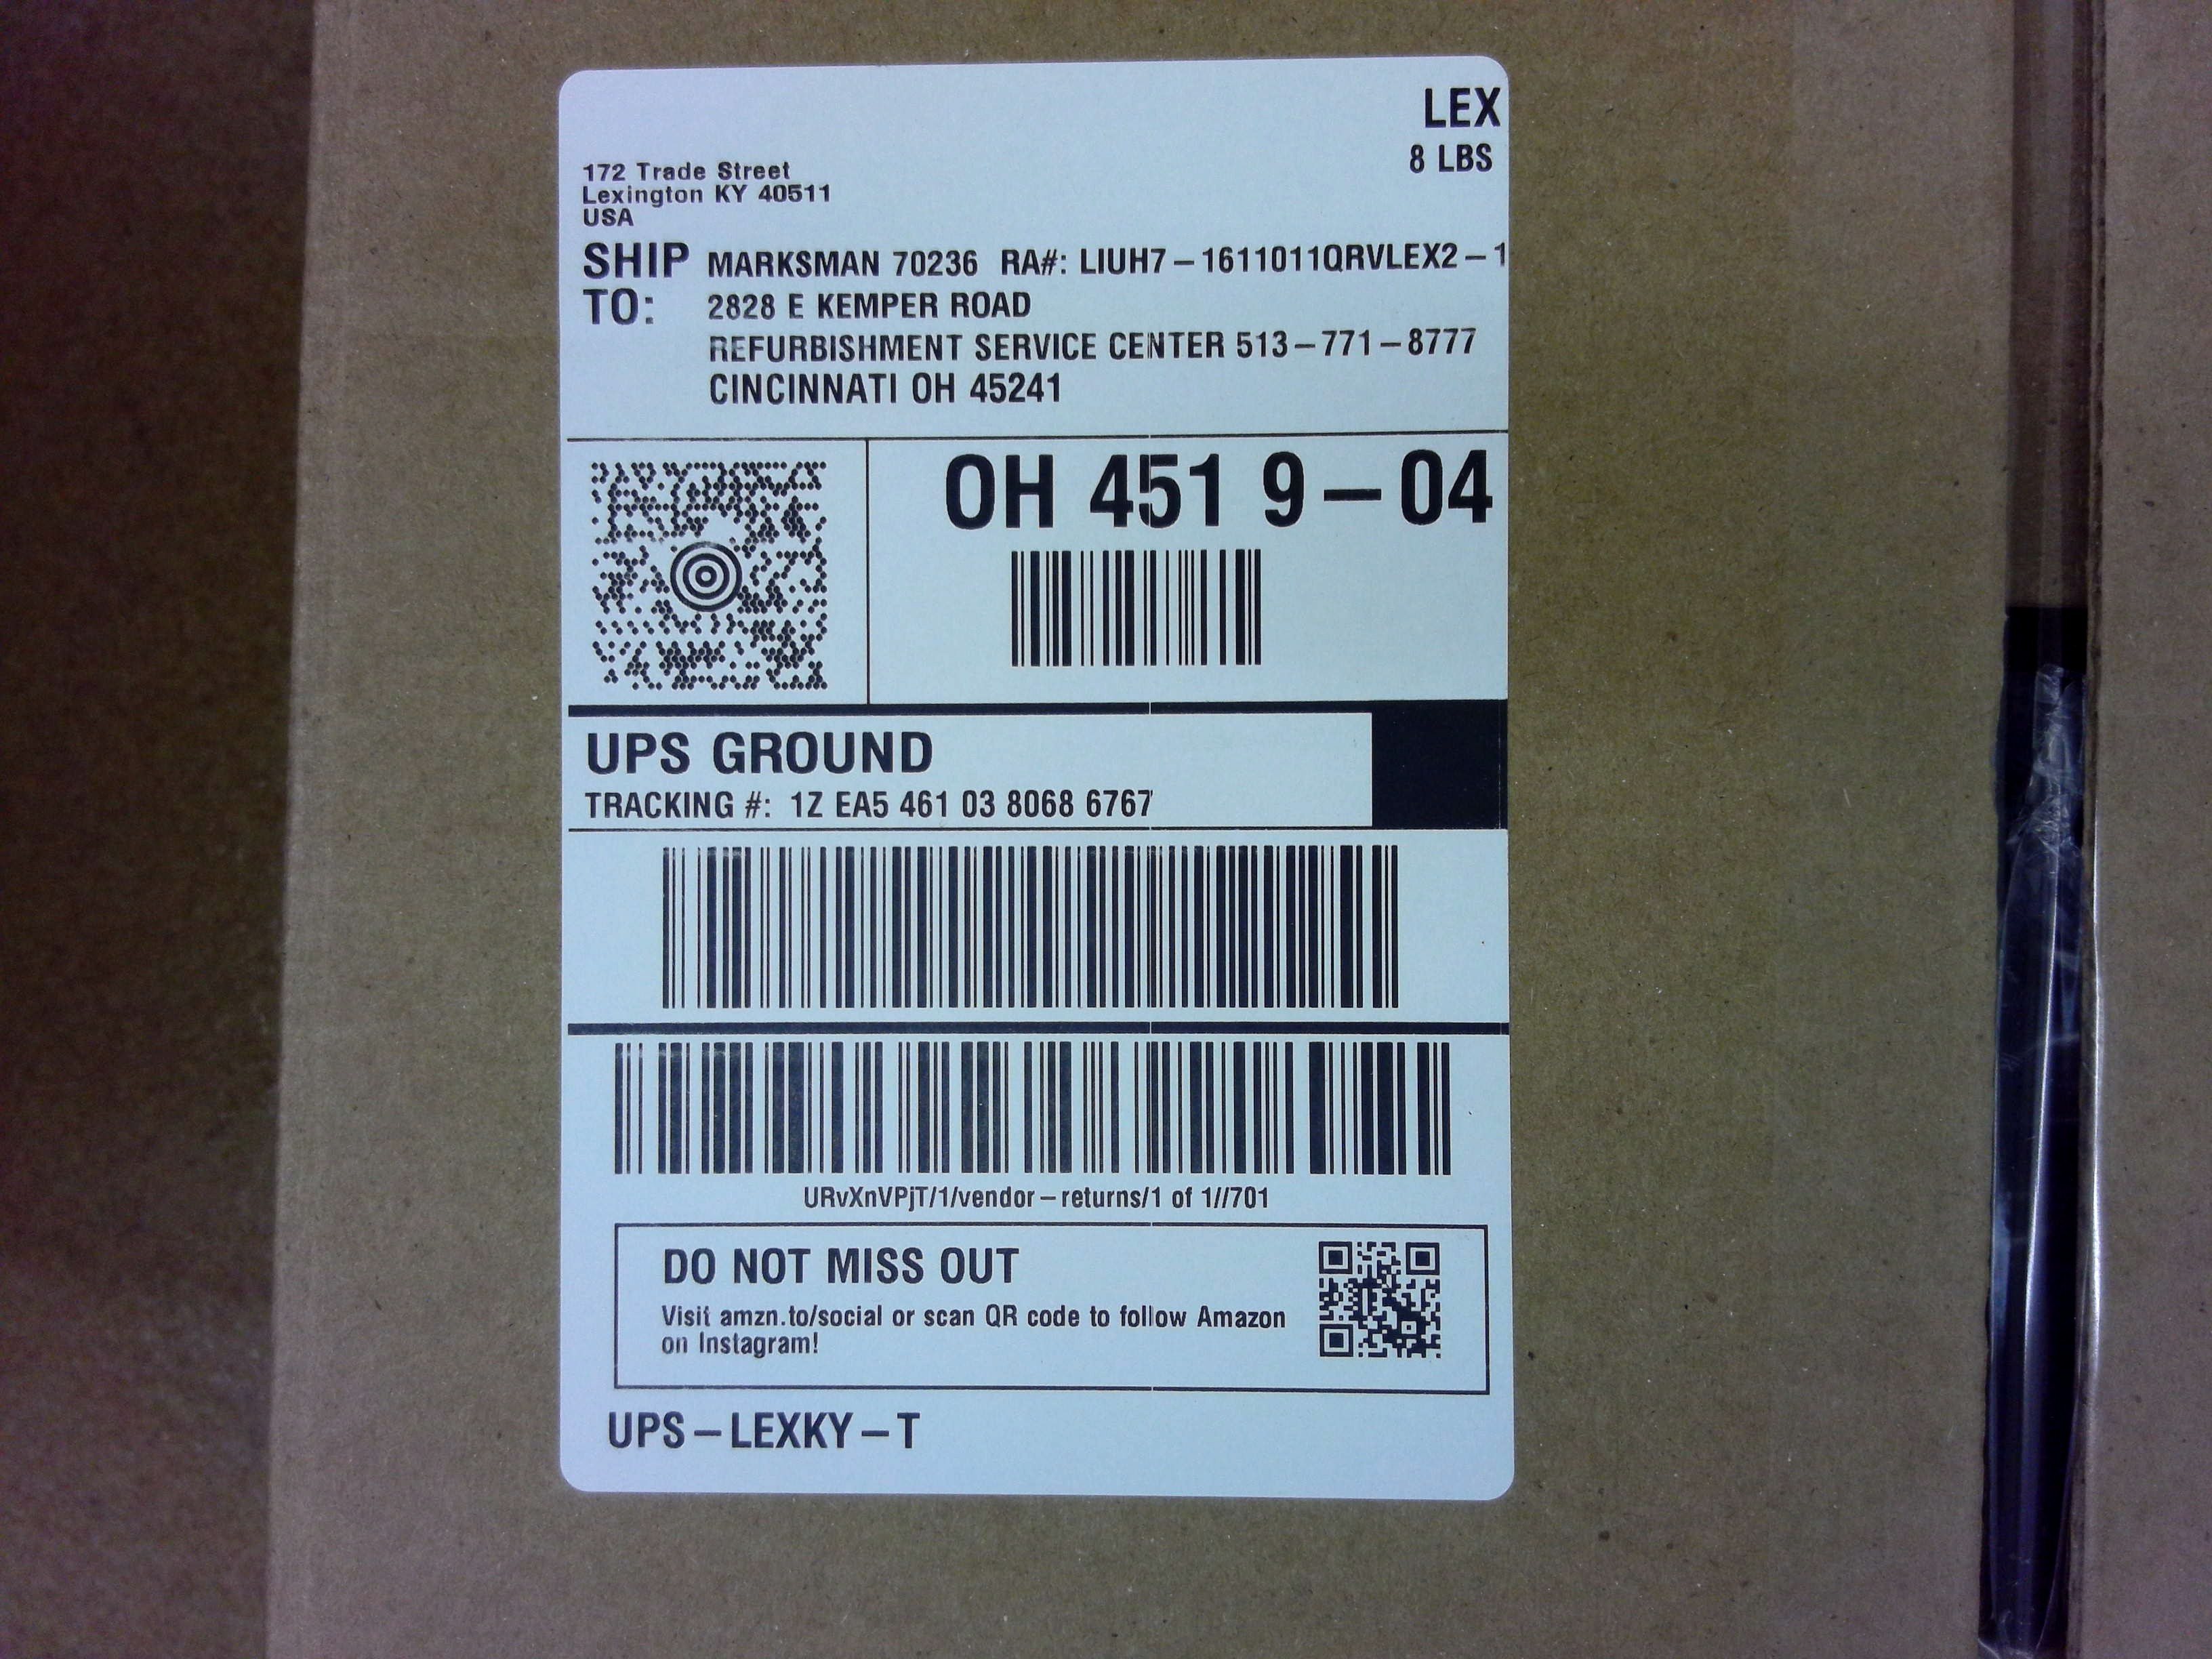 LEX
8 LBS
172 Trade Street
Lexington KY 40511
USA
SHIP TO: MARKSMAN 70236 RA#: LIUH7-1611011QRVLEX2-1
2828 E KEMPER ROAD
REFURBISHMENT SERVICE CENTER 513-771-8777
CINCINNATI OH 45241
OH 451 9-04
UPS GROUND
TRACKING #: 1Z EA5 461 03 8068 6767
URvXnVPjT/1/vendor-returns/1 of 1//701
DO NOT MISS OUT
Visit amzn.to/social or scan QR code to follow Amazon
on Instagram!
UPS-LEXKY-T